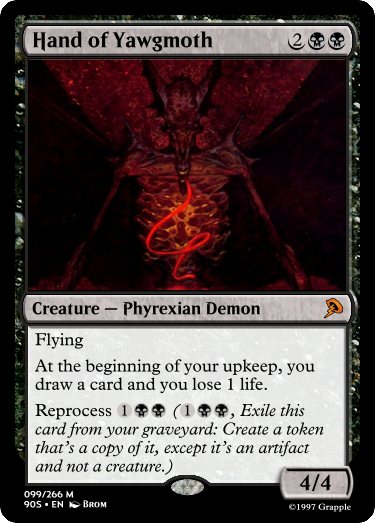 Hand of Yawgmoth 2
Creature — Phyrexian Demon
Flying
At the beginning of your upkeep, you
draw a card and you lose 1 life.
Reprocess 1 (1, Exile this
card from your graveyard: Create a token
that's a copy of it, except it's an artifact
and not a creature.)
4/4
099/266 M
90S • EN BROM
©1997 Grapple